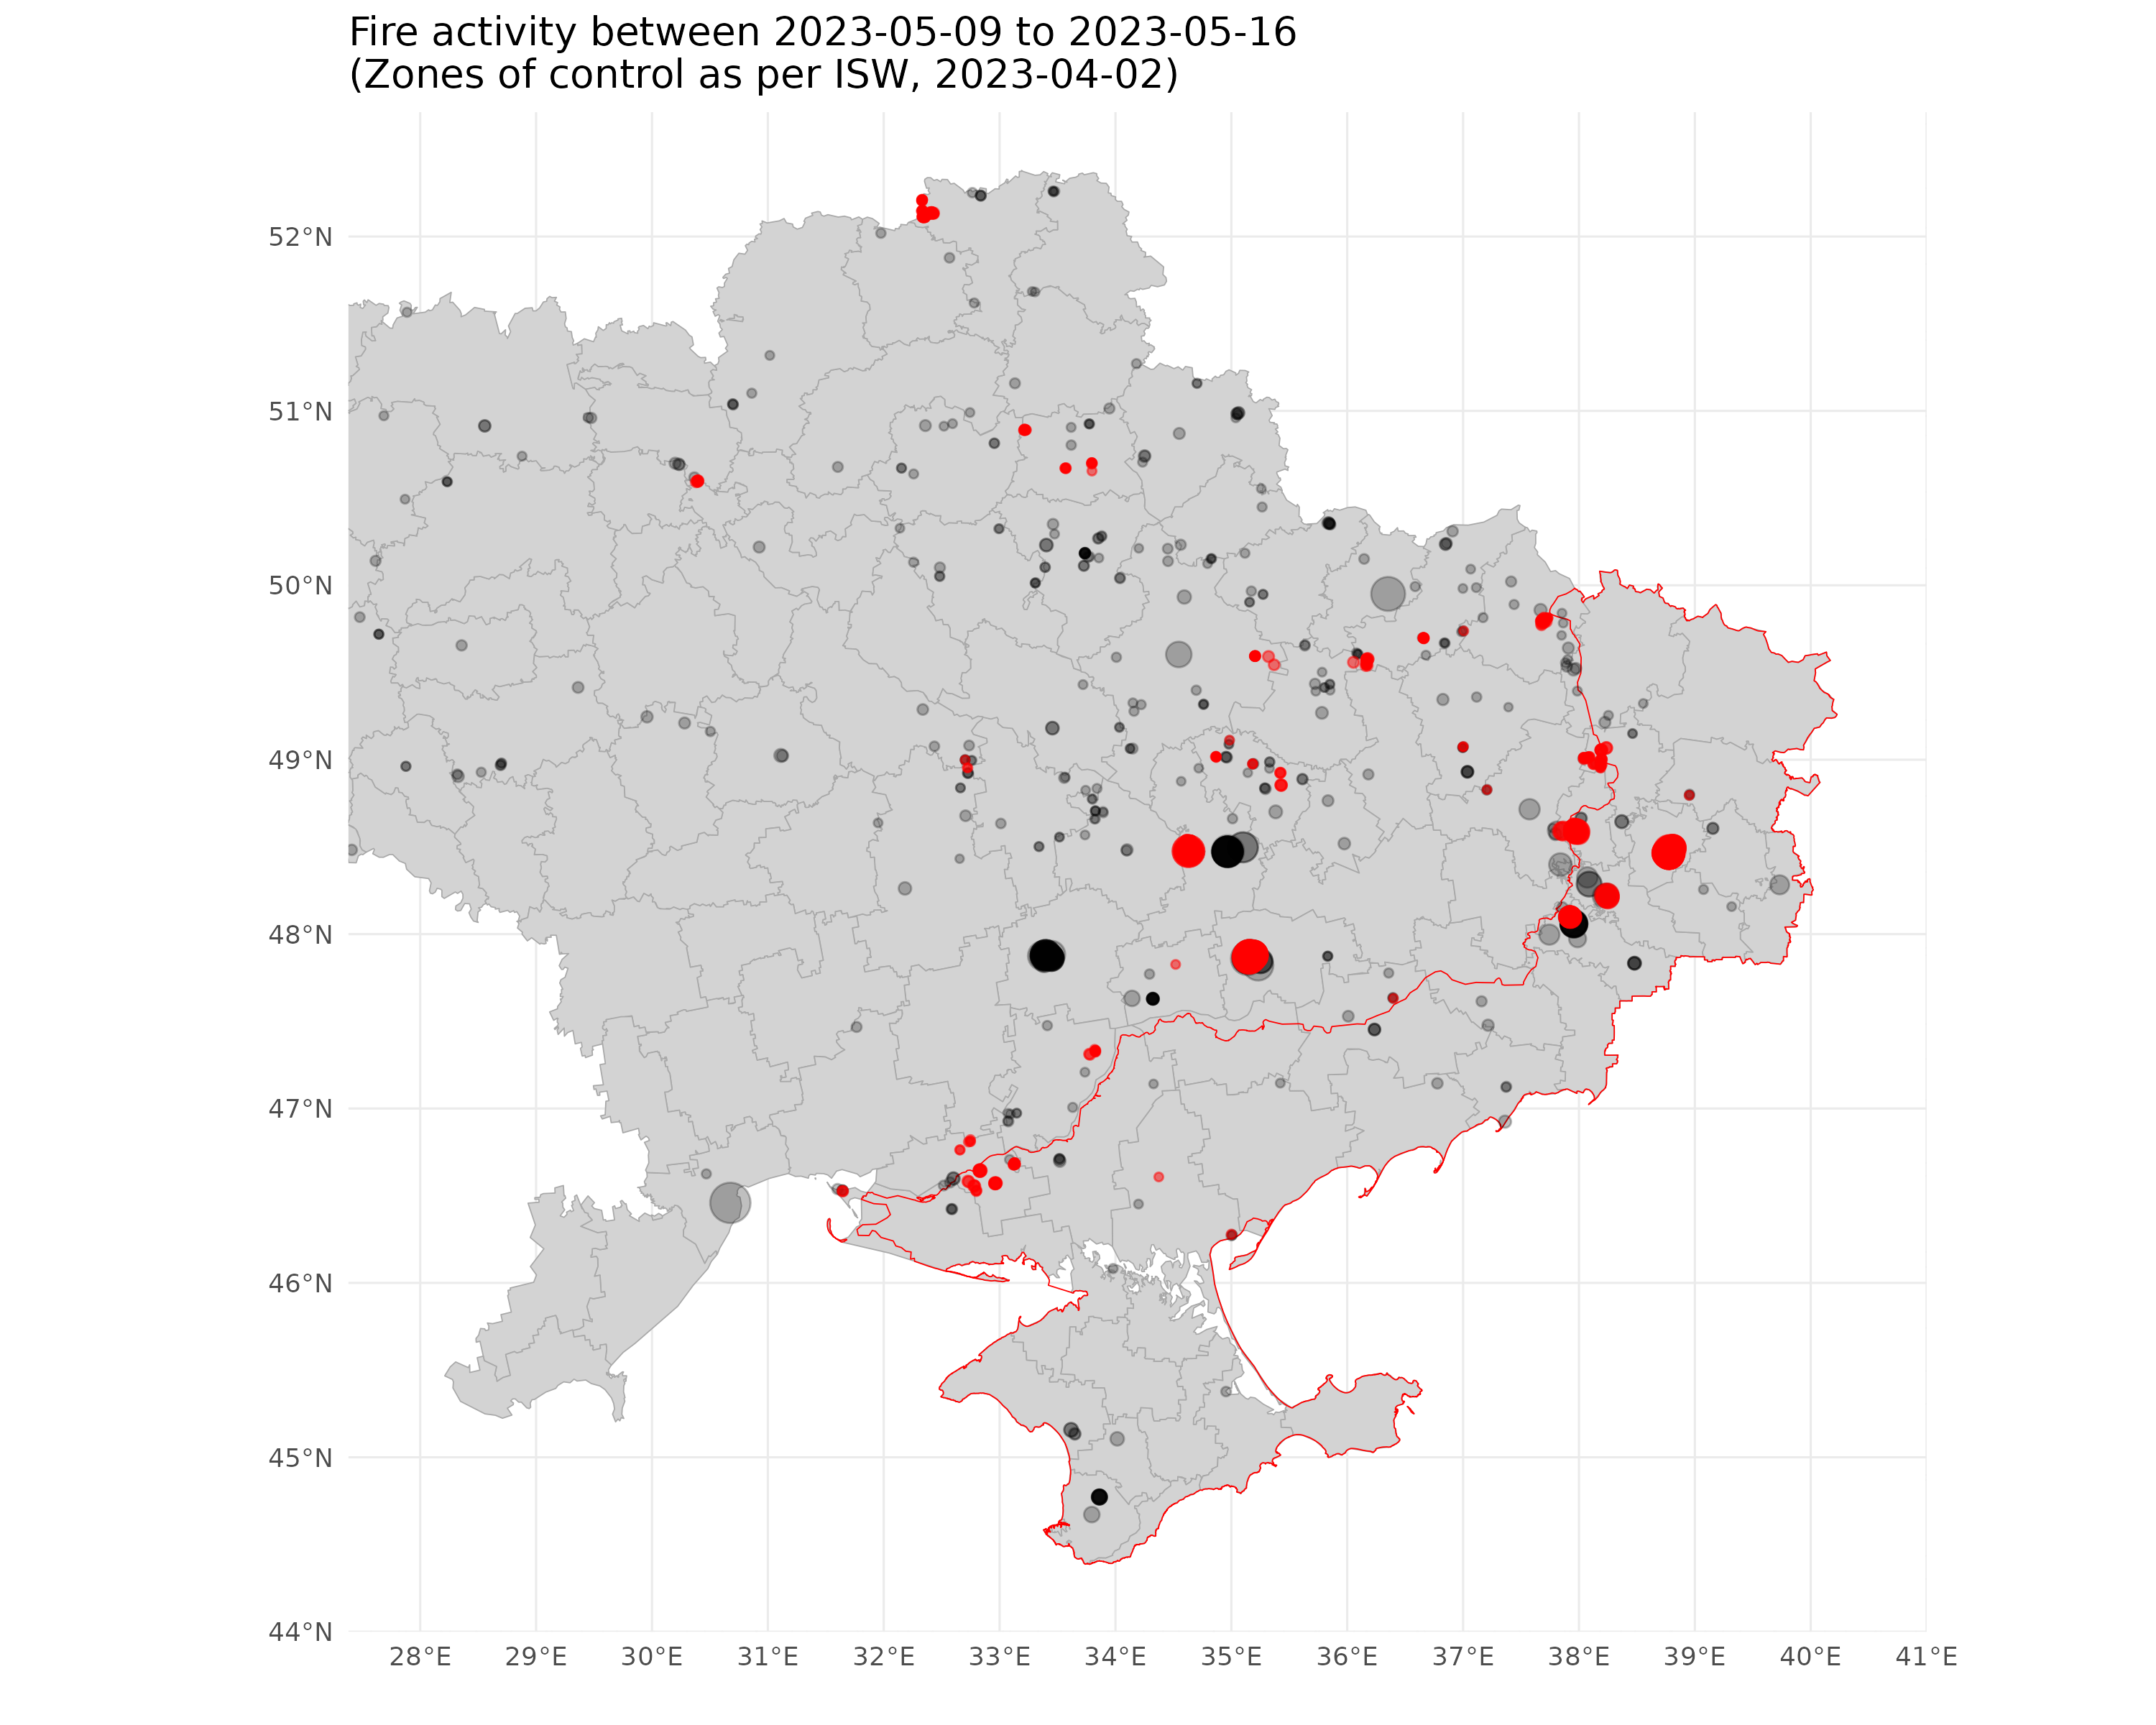 Fire activity between 2023-05-09 to 2023-05-16
(Zones of control as per ISW, 2023-04-02)
52°N
51°N
50°N
49°N
48°N
47°N
46°N
45°N
44°N
28°E 29°E 30°E 31°E 32°E 33°E 34°E 35°E 36°E 37°E 38°E 39°E 40°E 41°E